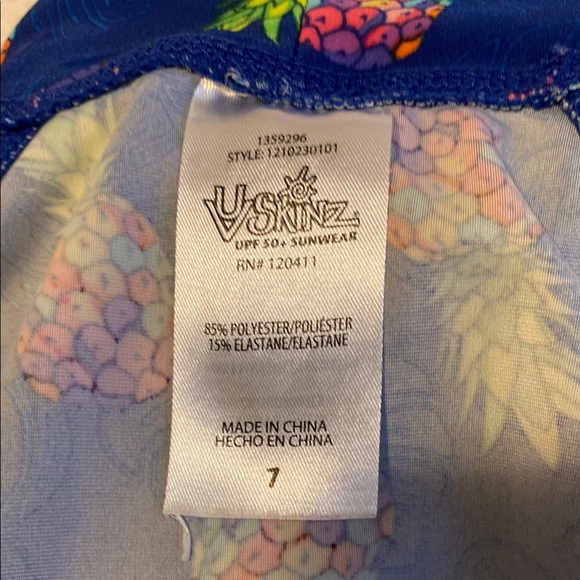 1359296
STYLE: 1210230101
UV SKINZ
UPF 50+ SUNWEAR
RN# 120411
85% POLYESTER/POLIÉSTER
15% ELASTANE/ELASTANE
MADE IN CHINA
HECHO EN CHINA
7